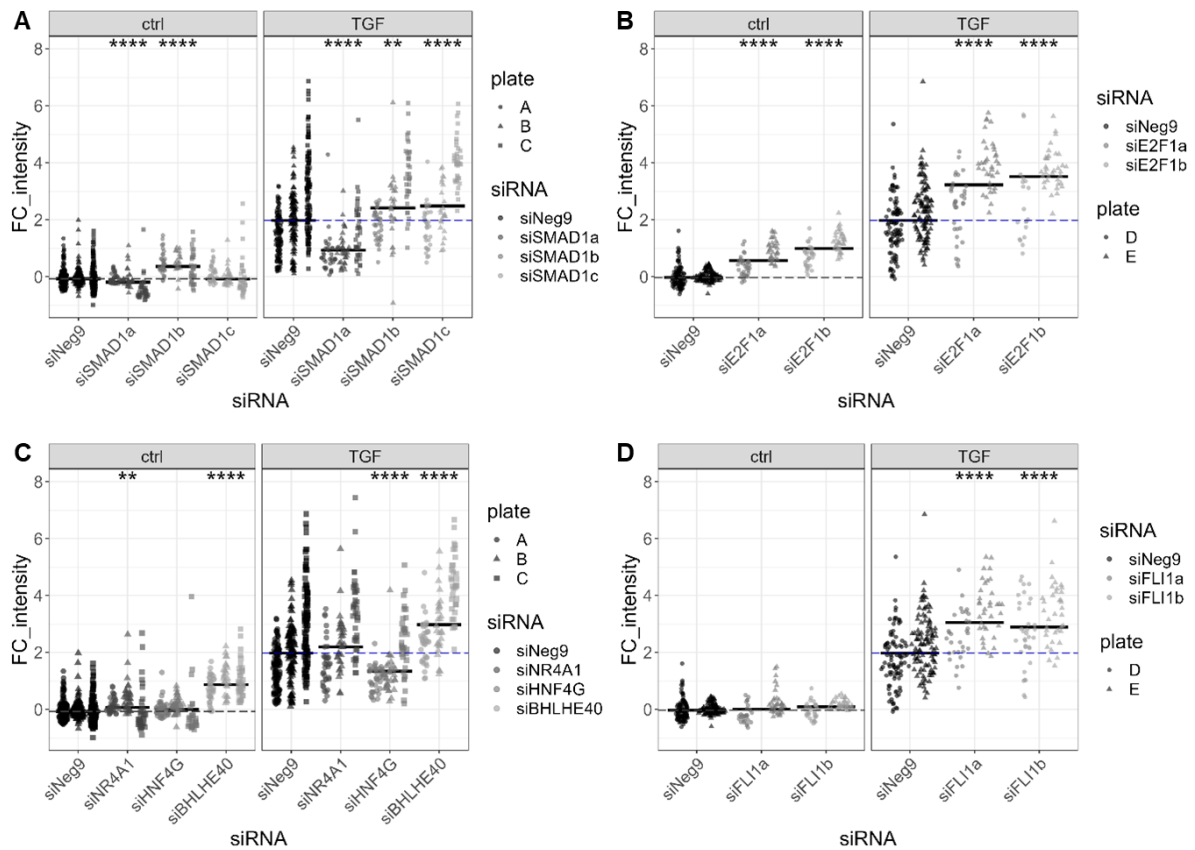 A
ctrl
TGF
**** ****
**** ** ****
8
6
4
2
0
FC_intensity
siNeg9
siSMAD1a
siSMAD1b
siSMAD1c
siNeg9
siSMAD1a
siSMAD1b
siSMAD1c
siRNA
plate
A
B
C
siRNA
siNeg9
siSMAD1a
siSMAD1b
siSMAD1c
B
ctrl
TGF
**** ****
**** ****
8
6
4
2
0
FC_intensity
siNeg9
siE2F1a
siE2F1b
siNeg9
siE2F1a
siE2F1b
siRNA
siRNA
siNeg9
siE2F1a
siE2F1b
plate
D
E
C
ctrl
TGF
** ****
**** ****
8
6
4
2
0
FC_intensity
siNeg9
siNR4A1
siHNF4G
siBHLHE40
siNeg9
siNR4A1
siHNF4G
siBHLHE40
siRNA
plate
A
B
C
siRNA
siNeg9
siNR4A1
siHNF4G
siBHLHE40
D
ctrl
TGF
**** ****
8
6
4
2
0
FC_intensity
siNeg9
siFLI1a
siFLI1b
siNeg9
siFLI1a
siFLI1b
siRNA
siRNA
siNeg9
siFLI1a
siFLI1b
plate
D
E